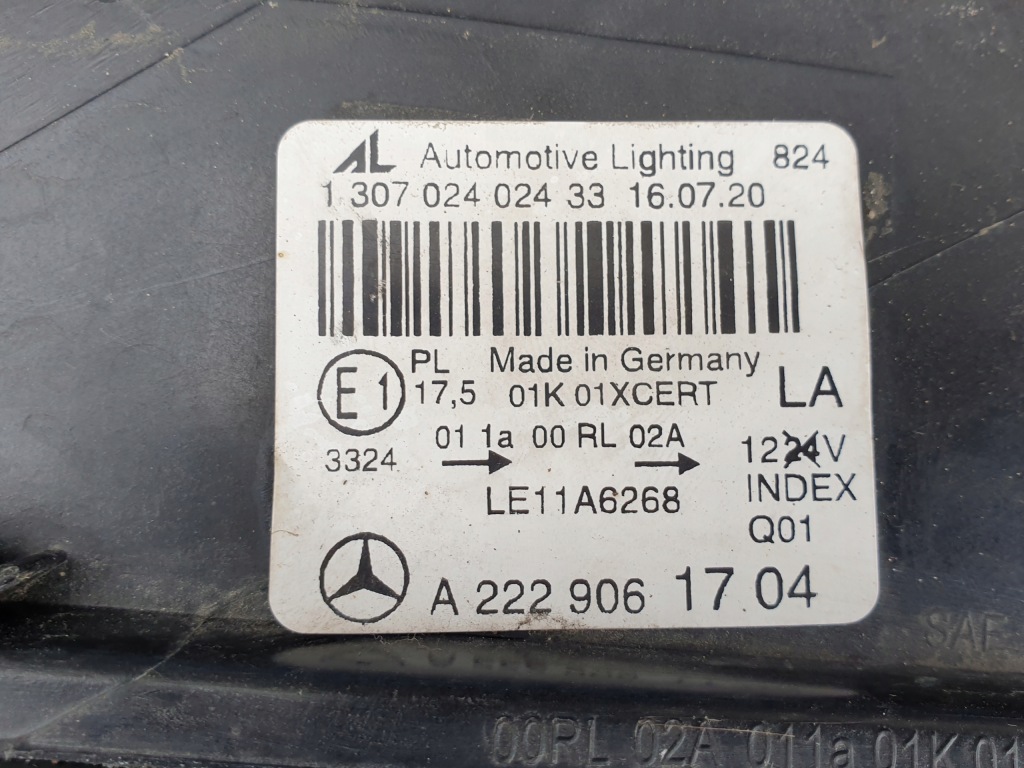 AL Automotive Lighting 824
1 307 024 024 33 16.07.20
E1 PL Made in Germany
17,5 01K 01XCERT LA
011a 00 RL 02A
3324 → → 1224V
LE11A6268 INDEX
Q01
A 222 906 17 04
SAE
00RL 02A 011a 01K 01